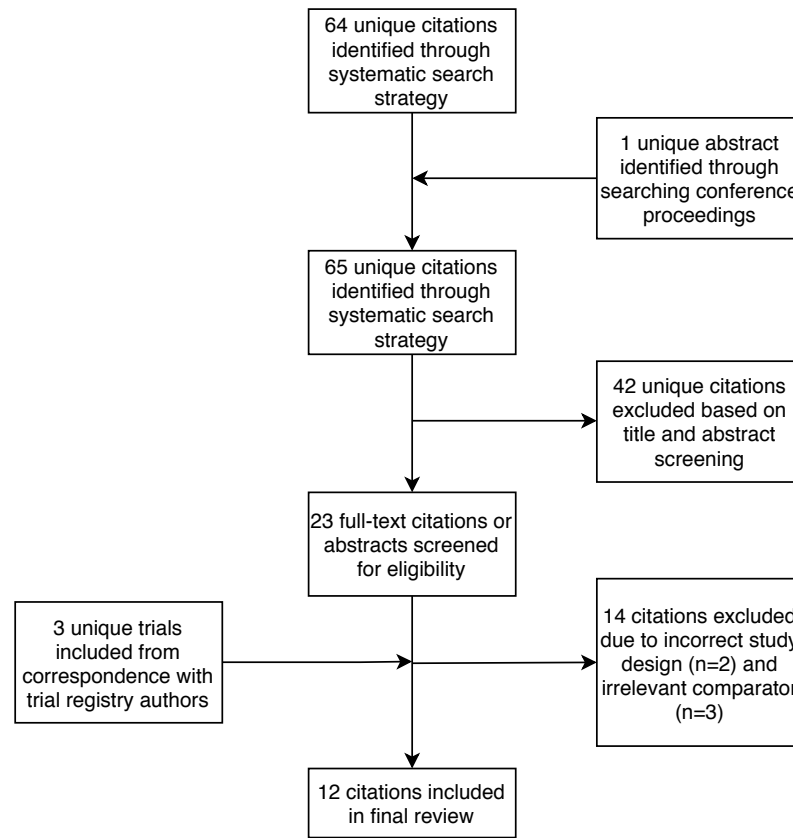 64 unique citations
identified through
systematic search
strategy
1 unique abstract
identified through
searching conference
proceedings
65 unique citations
identified through
systematic search
strategy
42 unique citations
excluded based on
title and abstract
screening
23 full-text citations or
abstracts screened
for eligibility
3 unique trials
included from
correspondence with
trial registry authors
14 citations excluded
due to incorrect study
design (n=2) and
irrelevant comparator
(n=3)
12 citations included
in final review